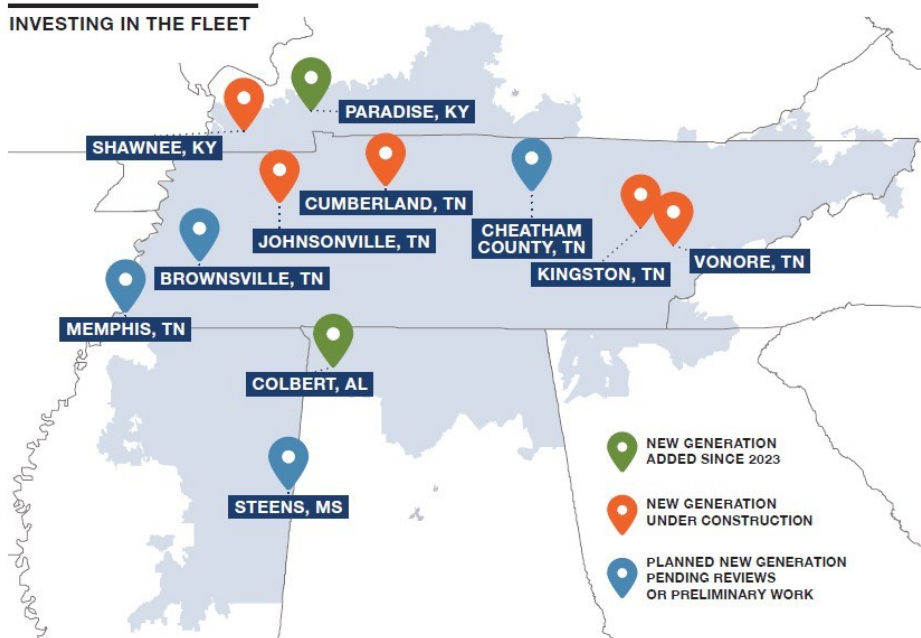 INVESTING IN THE FLEET
PARADISE, KY
SHAWNEE, KY
CUMBERLAND, TN
CHEATHAM
COUNTY, TN
JOHNSONVILLE, TN
VONORE, TN
KINGSTON, TN
BROWNSVILLE, TN
MEMPHIS, TN
COLBERT, AL
STEENS, MS
NEW GENERATION
ADDED SINCE 2023
NEW GENERATION
UNDER CONSTRUCTION
PLANNED NEW GENERATION
PENDING REVIEWS
OR PRELIMINARY WORK